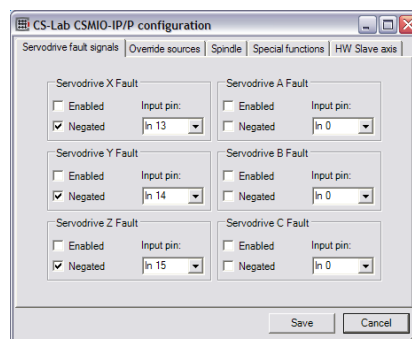 CS-Lab CSMIO-IP/P configuration
Servodrive fault signals Override sources Spindle Special functions HW Slave axis
Servodrive X Fault Servodrive A Fault
Enabled Input pin: Enabled Input pin:
Negated In 13 Negated In 0
Servodrive Y Fault Servodrive B Fault
Enabled Input pin: Enabled Input pin:
Negated In 14 Negated In 0
Servodrive Z Fault Servodrive C Fault
Enabled Input pin: Enabled Input pin:
Negated In 15 Negated In 0
Save Cancel